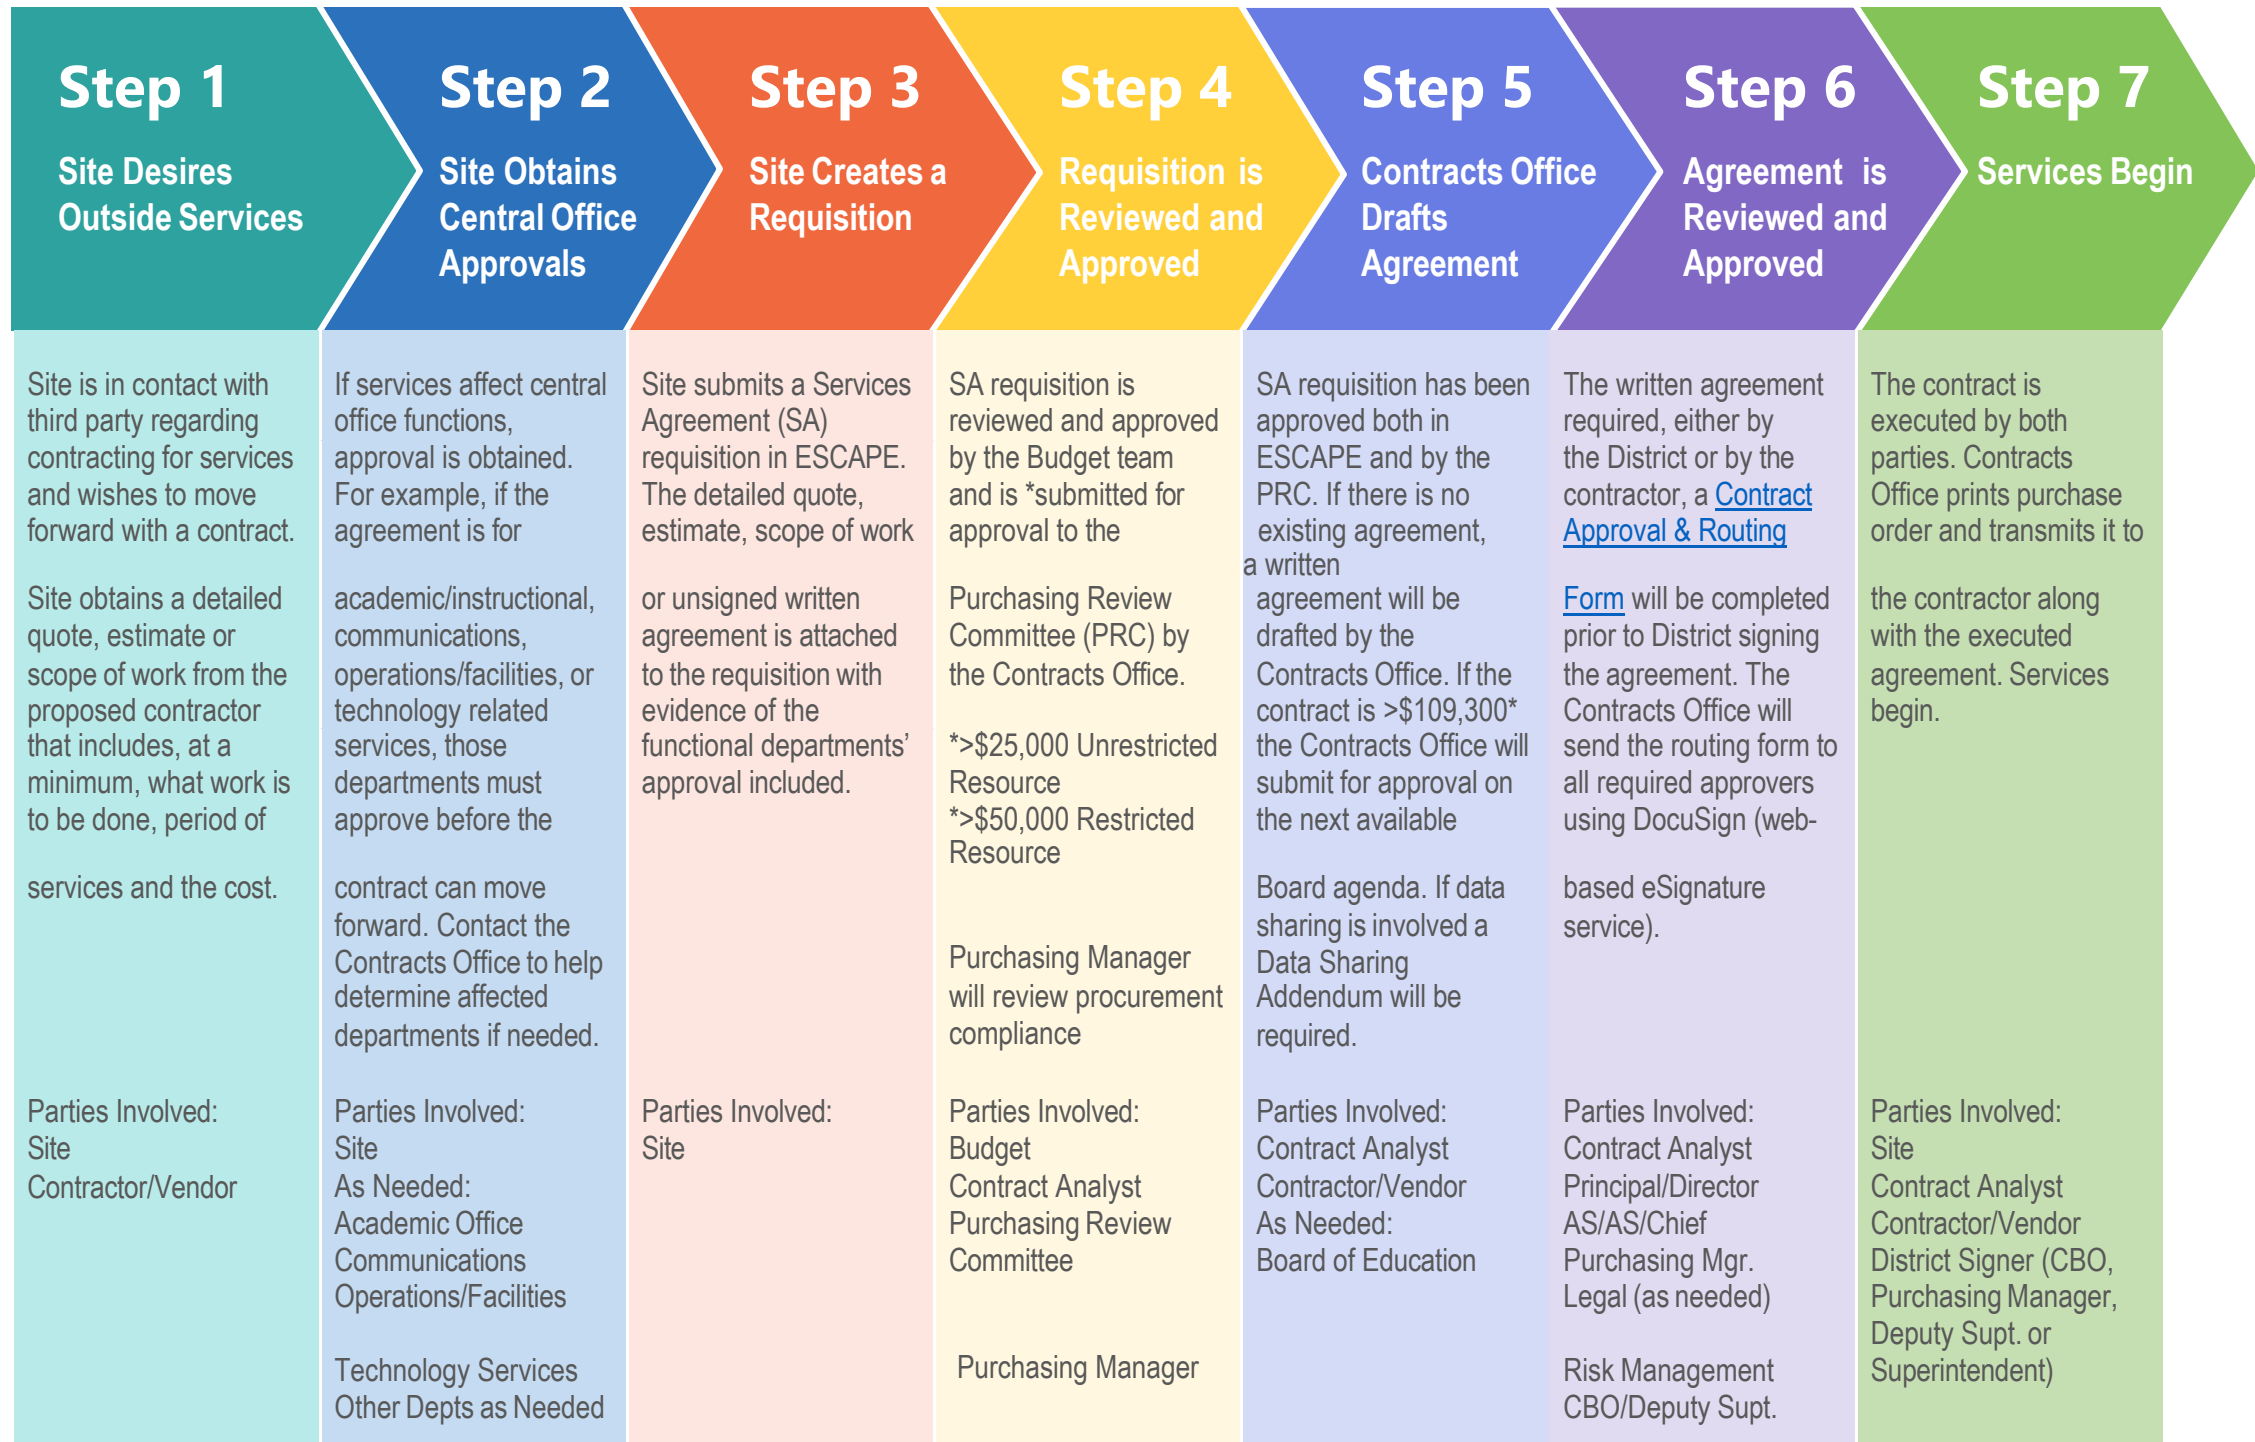 Step 1
Site Desires
Outside Services
Site is in contact with
third party regarding
contracting for services
and wishes to move
forward with a contract.
Site obtains a detailed
quote, estimate or
scope of work from the
proposed contractor
that includes, at a
minimum, what work is
to be done, period of
services and the cost.
Parties Involved:
Site
Contractor/Vendor
Step 2
Site Obtains
Central Office
Approvals
If services affect central
office functions,
approval is obtained.
For example, if the
agreement is for
academic/instructional,
communications,
operations/facilities, or
technology related
services, those
departments must
approve before the
contract can move
forward. Contact the
Contracts Office to help
determine affected
departments if needed.
Parties Involved:
Site
As Needed:
Academic Office
Communications
Operations/Facilities
Technology Services
Other Depts as Needed
Step 3
Site Creates a
Requisition
Site submits a Services
Agreement (SA)
requisition in ESCAPE.
The detailed quote,
estimate, scope of work
or unsigned written
agreement is attached
to the requisition with
evidence of the
functional departments’
approval included.
Parties Involved:
Site
Step 4
Requisition is
Reviewed and
Approved
SA requisition is
reviewed and approved
by the Budget team
and is *submitted for
approval to the
Purchasing Review
Committee (PRC) by
the Contracts Office.
*>$25,000 Unrestricted
Resource
*>$50,000 Restricted
Resource
Purchasing Manager
will review procurement
compliance
Parties Involved:
Budget
Contract Analyst
Purchasing Review
Committee
Purchasing Manager
Step 5
Contracts Office
Drafts
Agreement
SA requisition has been
approved both in
ESCAPE and by the
PRC. If there is no
existing agreement,
a written
agreement will be
drafted by the
Contracts Office. If the
contract is >$109,300*
the Contracts Office will
submit for approval on
the next available
Board agenda. If data
sharing is involved a
Data Sharing
Addendum will be
required.
Parties Involved:
Contract Analyst
Contractor/Vendor
As Needed:
Board of Education
Step 6
Agreement is
Reviewed and
Approved
The written agreement
required, either by
the District or by the
contractor, a Contract
Approval & Routing
Form will be completed
prior to District signing
the agreement. The
Contracts Office will
send the routing form to
all required approvers
using DocuSign (web-
based eSignature
service).
Parties Involved:
Contract Analyst
Principal/Director
AS/AS/Chief
Purchasing Mgr.
Legal (as needed)
Risk Management
CBO/Deputy Supt.
Step 7
Services Begin
The contract is
executed by both
parties. Contracts
Office prints purchase
order and transmits it to
the contractor along
with the executed
agreement. Services
begin.
Parties Involved:
Site
Contract Analyst
Contractor/Vendor
District Signer (CBO,
Purchasing Manager,
Deputy Supt. or
Superintendent)